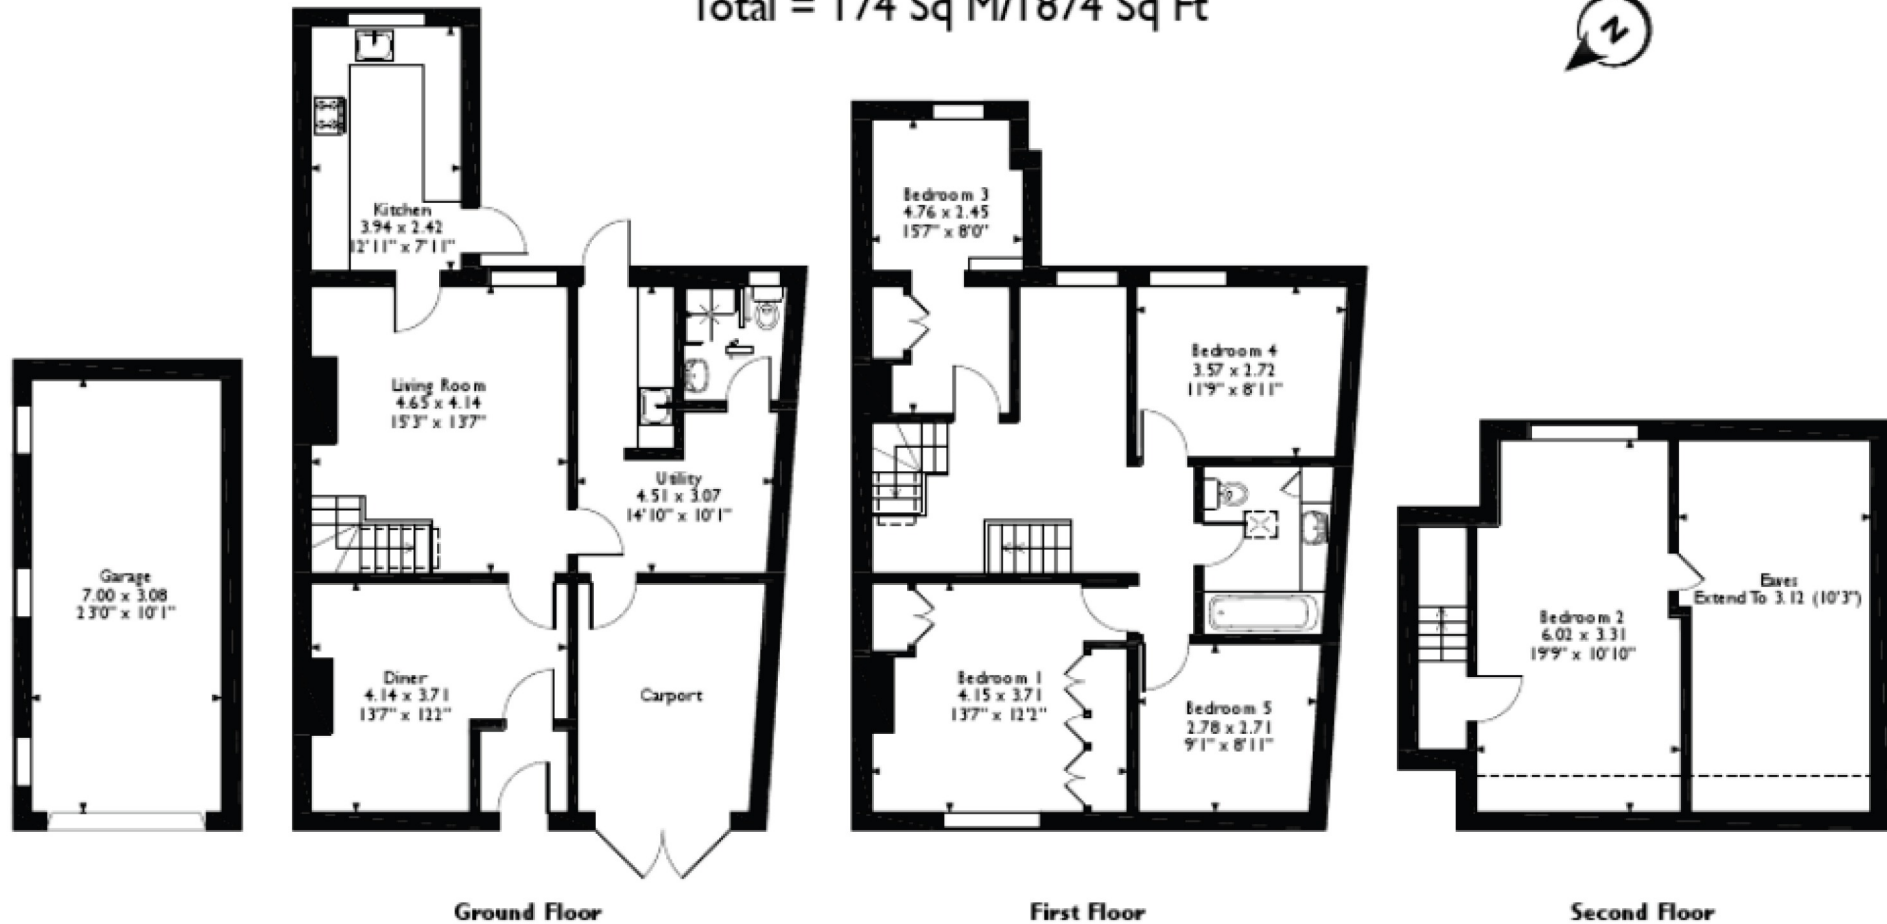 Total = 174 Sq M/1874 Sq Ft
N
Kitchen
3.94 x 2.42
12'11" x 7'11"
Living Room
4.65 x 4.14
15'3" x 13'7"
Utility
4.51 x 3.07
14'10" x 10'1"
Garage
7.00 x 3.08
23'0" x 10'1"
Diner
4.14 x 3.71
13'7" x 12'2"
Carport
Ground Floor
Bedroom 3
4.76 x 2.45
15'7" x 8'0"
Bedroom 4
3.57 x 2.72
11'9" x 8'11"
Bedroom 1
4.15 x 3.71
13'7" x 12'2"
Bedroom 5
2.78 x 2.71
9'1" x 8'11"
First Floor
Bedroom 2
6.02 x 3.31
19'9" x 10'10"
Eaves
Extend To 3.12 (10'3")
Second Floor